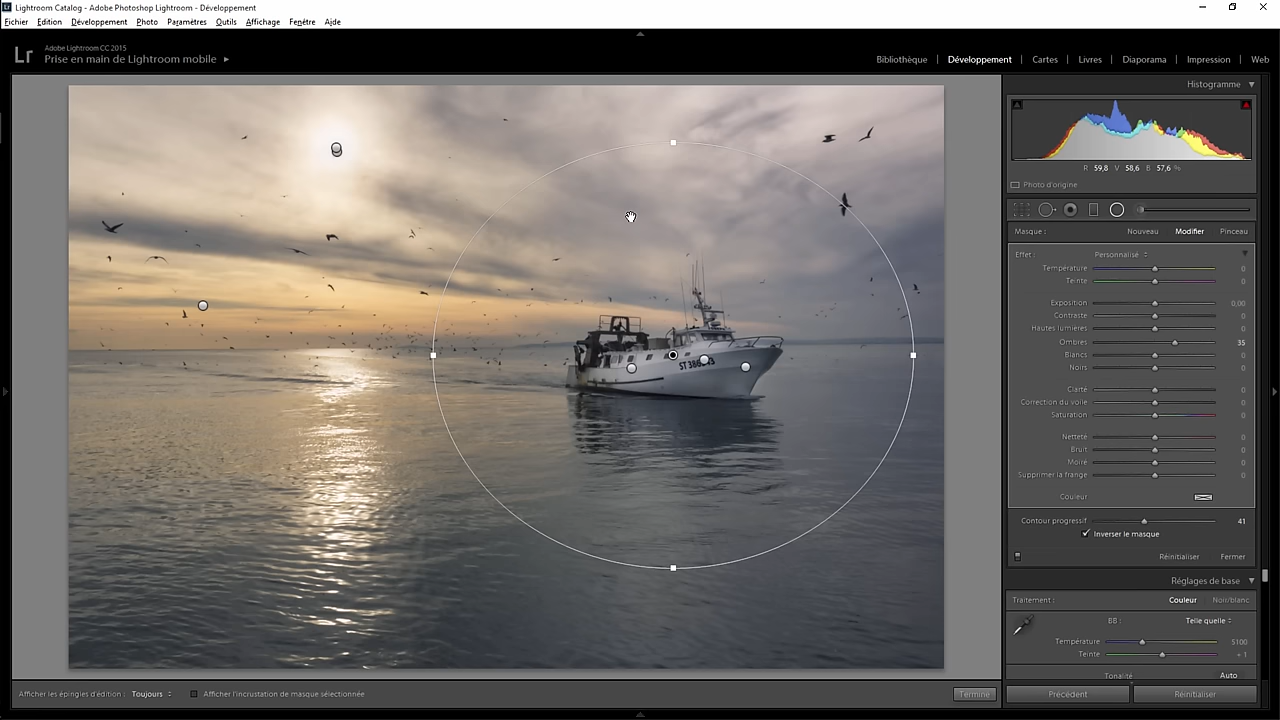 Lightroom Catalog - Adobe Photoshop Lightroom - Développement
Fichier Edition Développement Photo Paramètres Outils Affichage Fenêtre Aide
Lr Adobe Lightroom CC 2015
Prise en main de Lightroom mobile
Bibliothèque | Développement | Cartes | Livres | Diaporama | Impression | Web
Histogramme
R 59,8 V 58,6 B 57,6 %
Photo d'origine
Masque : Nouveau Modifier Pinceau
Effet : Personnalisé
Température 0
Teinte 0
Exposition 0,00
Contraste 0
Hautes lumières 0
Ombres 35
Blancs 0
Noirs 0
Clarté 0
Correction du voile 0
Saturation 0
Netteté 0
Bruit 0
Moiré 0
Supprimer la frange 0
Couleur
Contour progressif 41
Inverser le masque
Réinitialiser Fermer
Réglages de base
Traitement : Couleur Noir/blanc
BB : Telle quelle
Température 5100
Teinte + 1
Tonalité Auto
Précédent Réinitialiser
Afficher les épingles d'édition : Toujours Afficher l'incrustation de masque sélectionnée Terminé